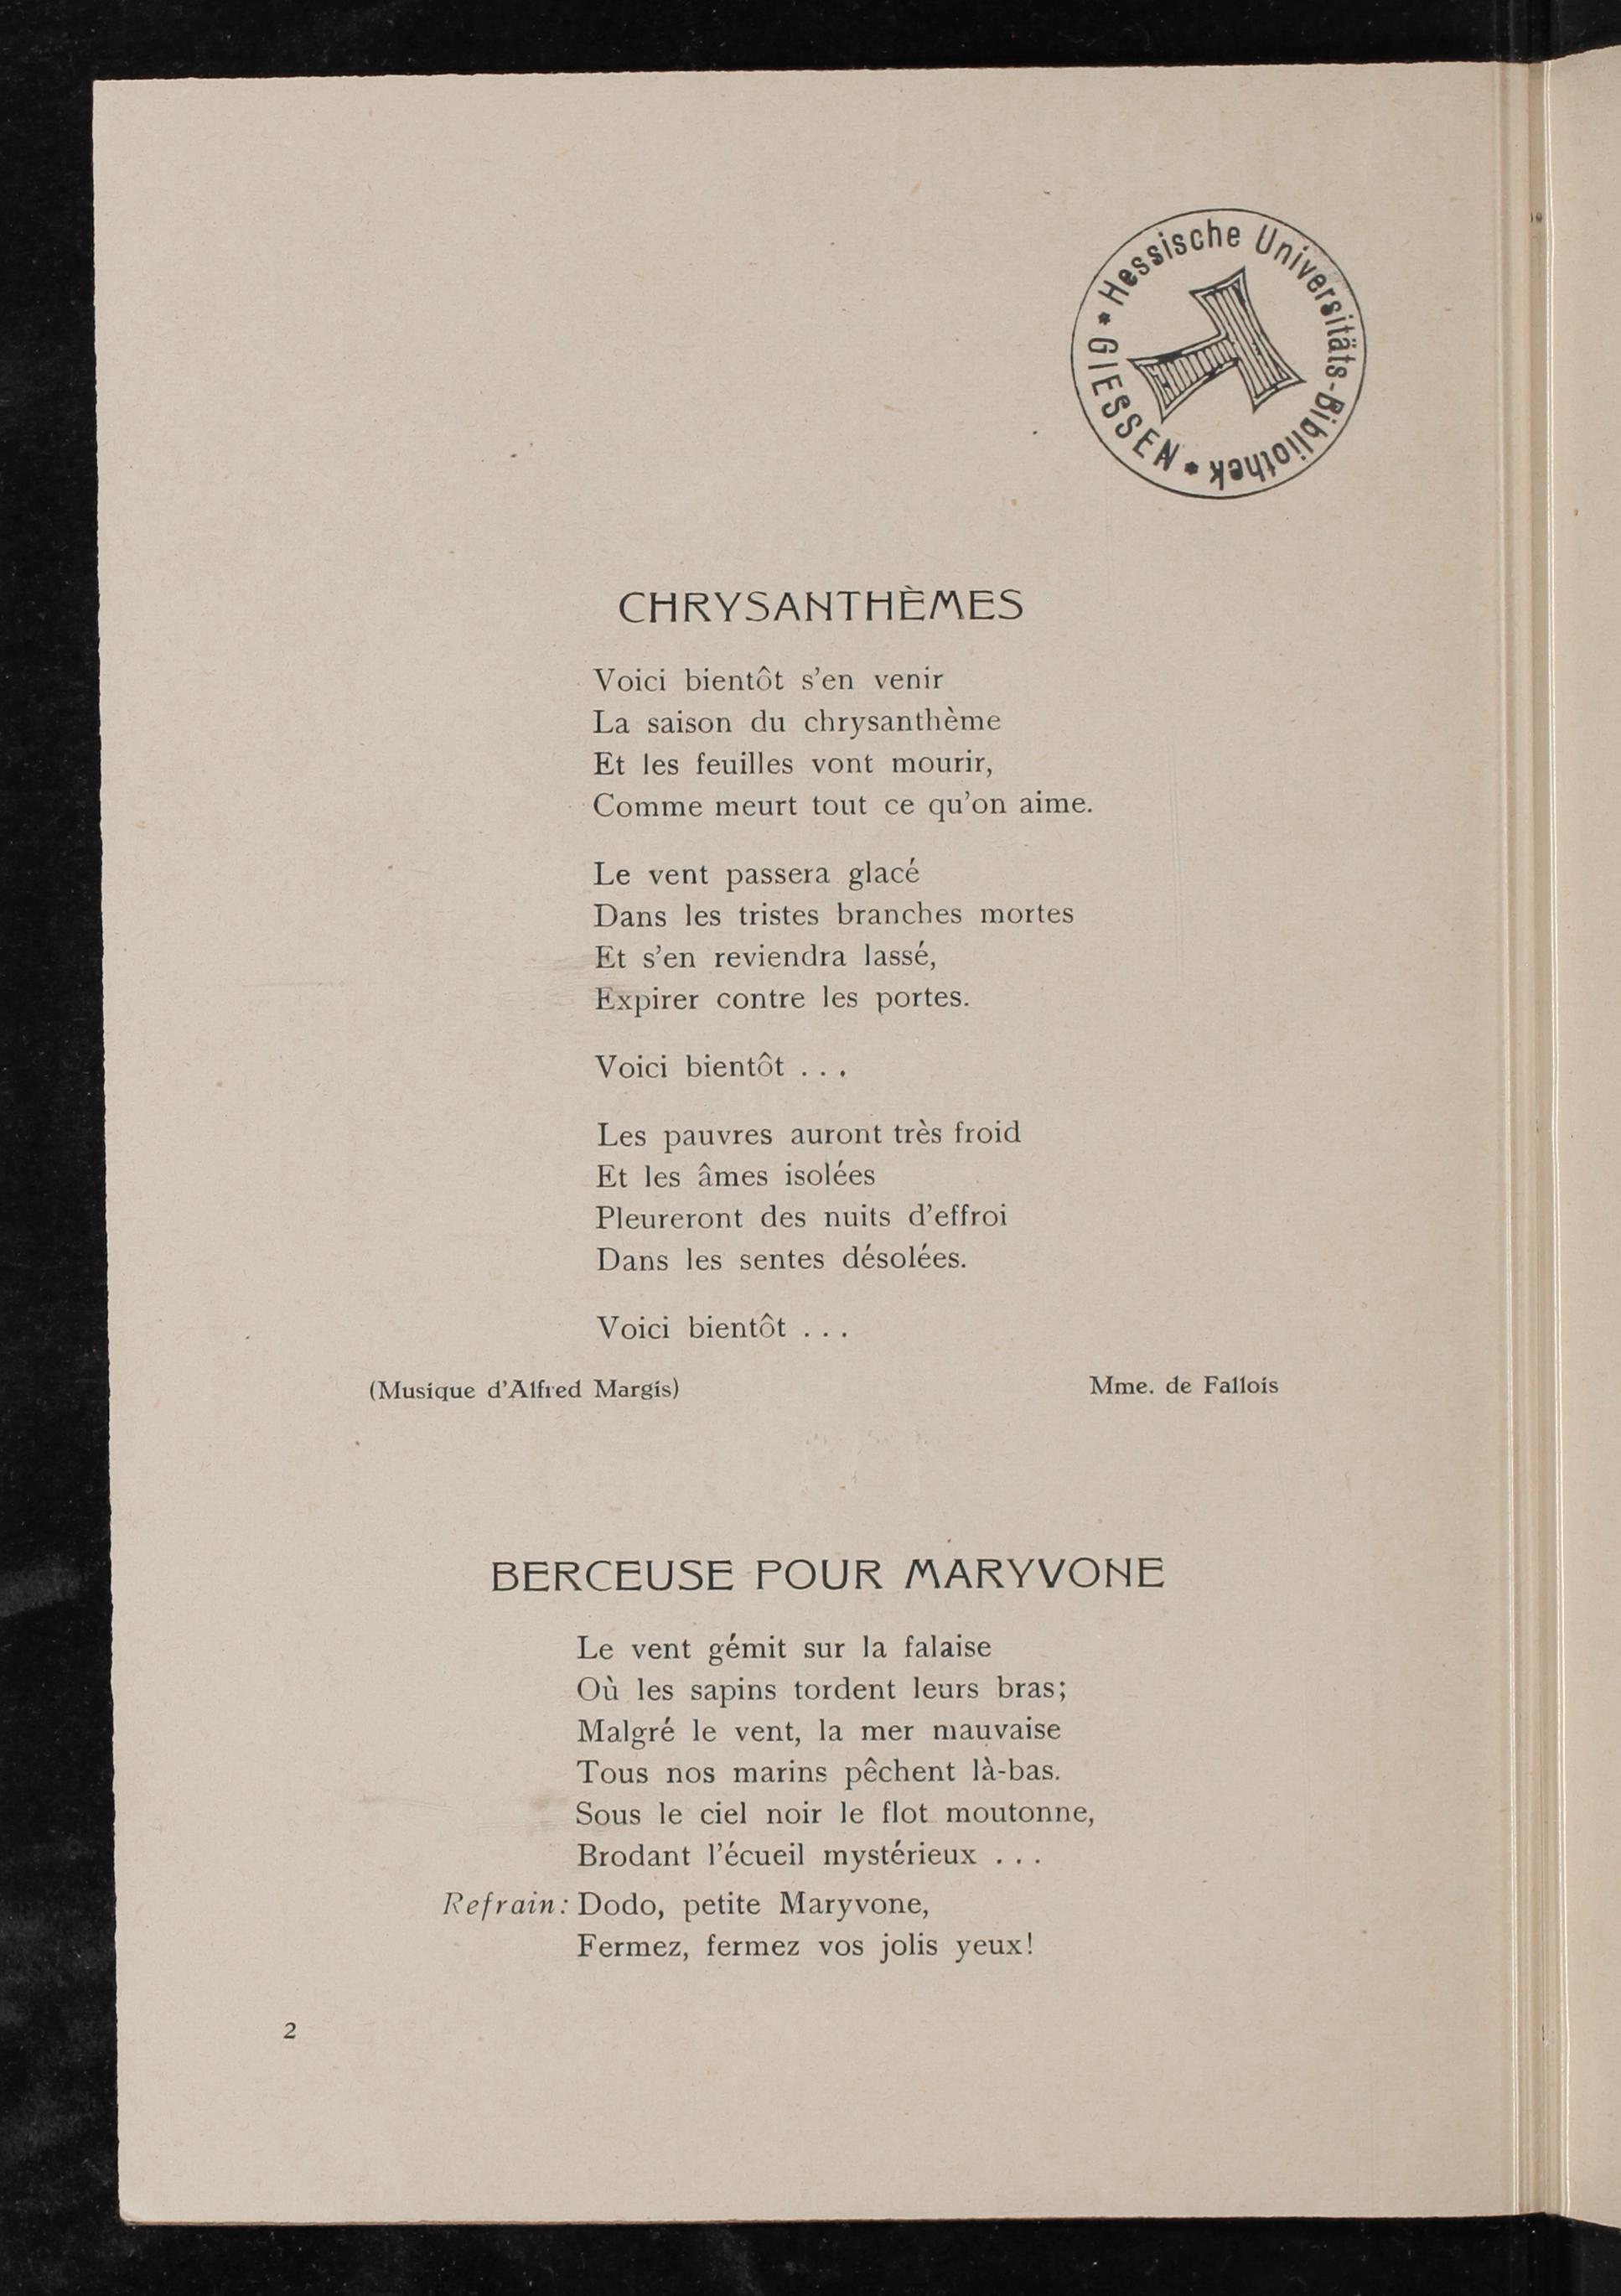 * Hessische Universitäts-Bibliothek * GIESSEN
CHRYSANTHÈMES
Voici bientôt s’en venir
La saison du chrysanthème
Et les feuilles vont mourir,
Comme meurt tout ce qu’on aime.
Le vent passera glacé
Dans les tristes branches mortes
Et s’en reviendra lassé,
Expirer contre les portes.
Voici bientôt . . .
Les pauvres auront très froid
Et les âmes isolées
Pleureront des nuits d’effroi
Dans les sentes désolées.
Voici bientôt . . .
(Musique d’Alfred Margis) Mme. de Fallois
BERCEUSE POUR MARYVONE
Le vent gémit sur la falaise
Où les sapins tordent leurs bras;
Malgré le vent, la mer mauvaise
Tous nos marins pêchent là-bas.
Sous le ciel noir le flot moutonne,
Brodant l’écueil mystérieux . . .
Refrain: Dodo, petite Maryvone,
Fermez, fermez vos jolis yeux!
2